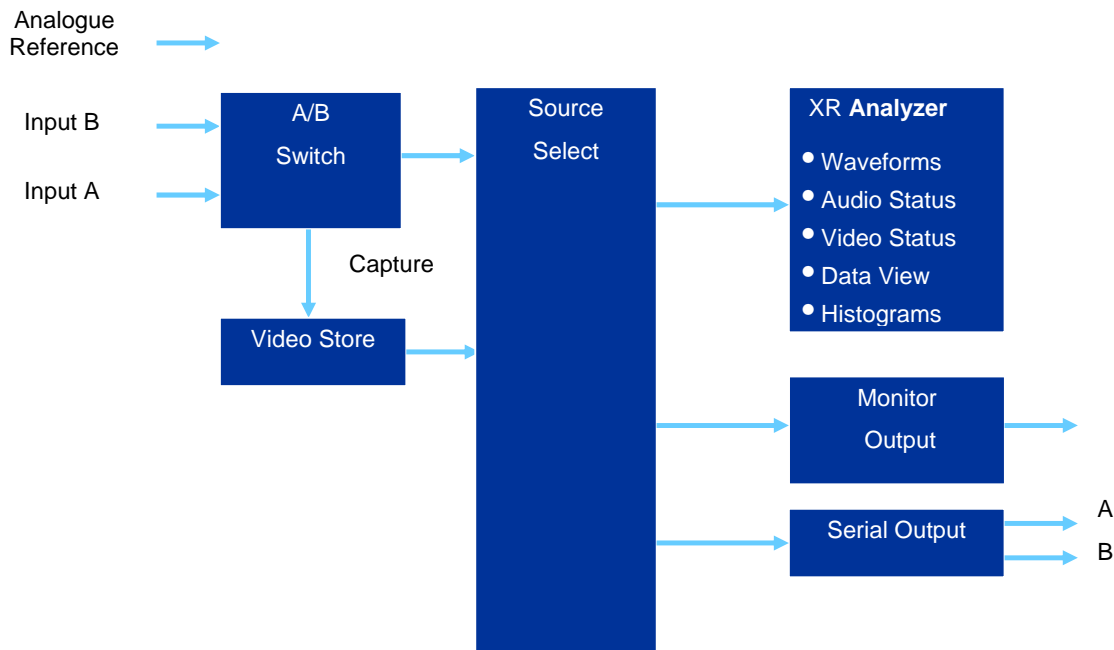 Analogue
Reference
Input B
Input A
A/B
Switch
Capture
Video Store
Source
Select
XR Analyzer
• Waveforms
• Audio Status
• Video Status
• Data View
• Histograms
Monitor
Output
Serial Output
A
B